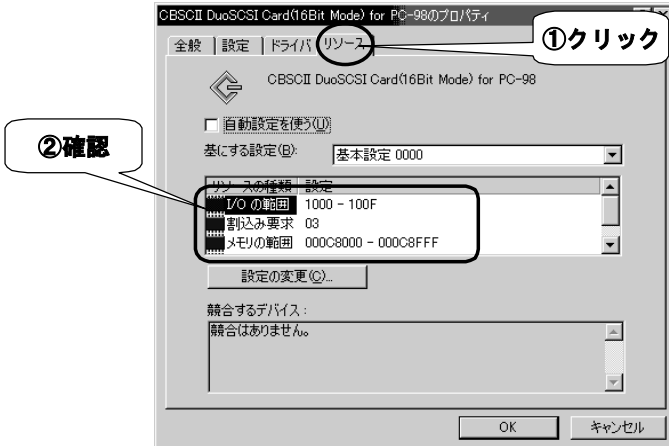 CBSCII DuoSCSI Card(16Bit Mode) for PC-98のプロパティ
①クリック
全般 設定 ドライバ リソース
CBSCII DuoSCSI Card(16Bit Mode) for PC-98
自動設定を使う(U)
②確認
基にする設定(B): 基本設定 0000
リソースの種類 設定
I/O の範囲 1000 - 100F
割込み要求 03
メモリの範囲 000C8000 - 000C8FFF
設定の変更(C)...
競合するデバイス:
競合はありません。
OK キャンセル